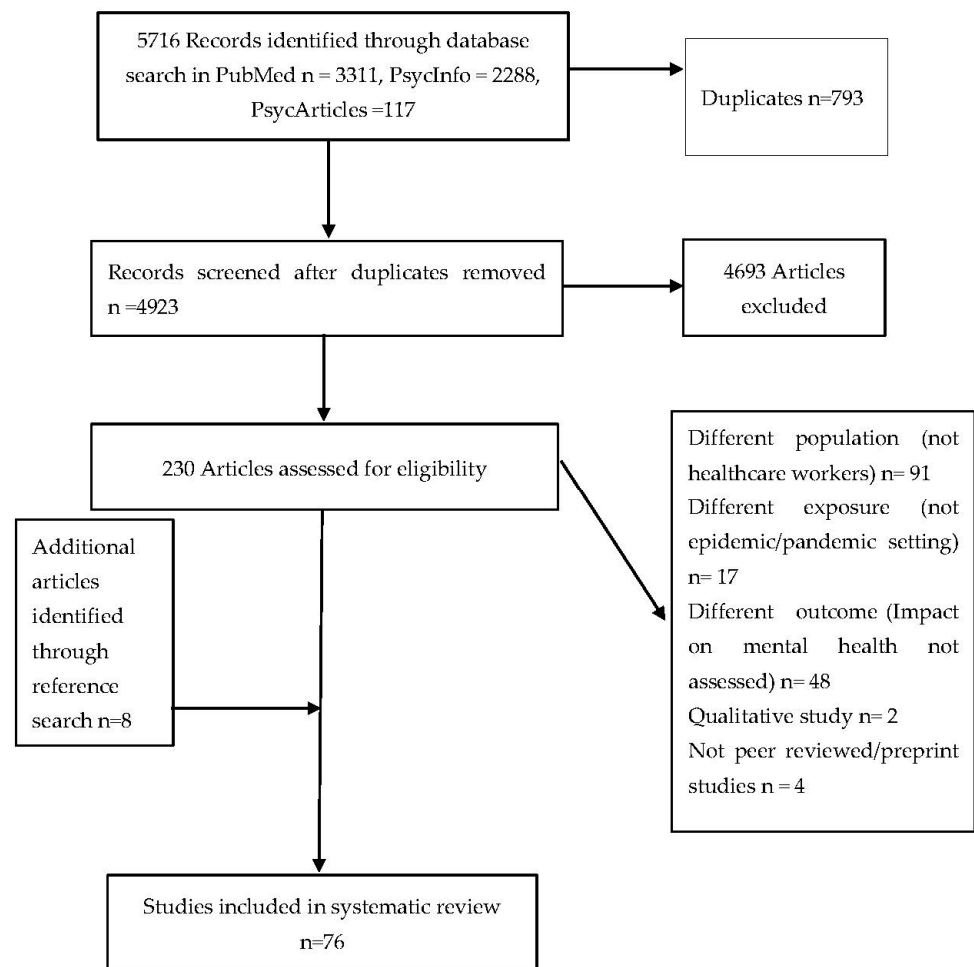 5716 Records identified through database
search in PubMed n = 3311, PsycInfo = 2288,
PsycArticles =117
Duplicates n=793
Records screened after duplicates removed
n =4923
4693 Articles
excluded
230 Articles assessed for eligibility
Different population (not
healthcare workers) n= 91
Different exposure (not
epidemic/pandemic setting)
n= 17
Different outcome (Impact
on mental health not
assessed) n= 48
Qualitative study n= 2
Not peer reviewed/preprint
studies n = 4
Additional
articles
identified
through
reference
search n=8
Studies included in systematic review
n=76